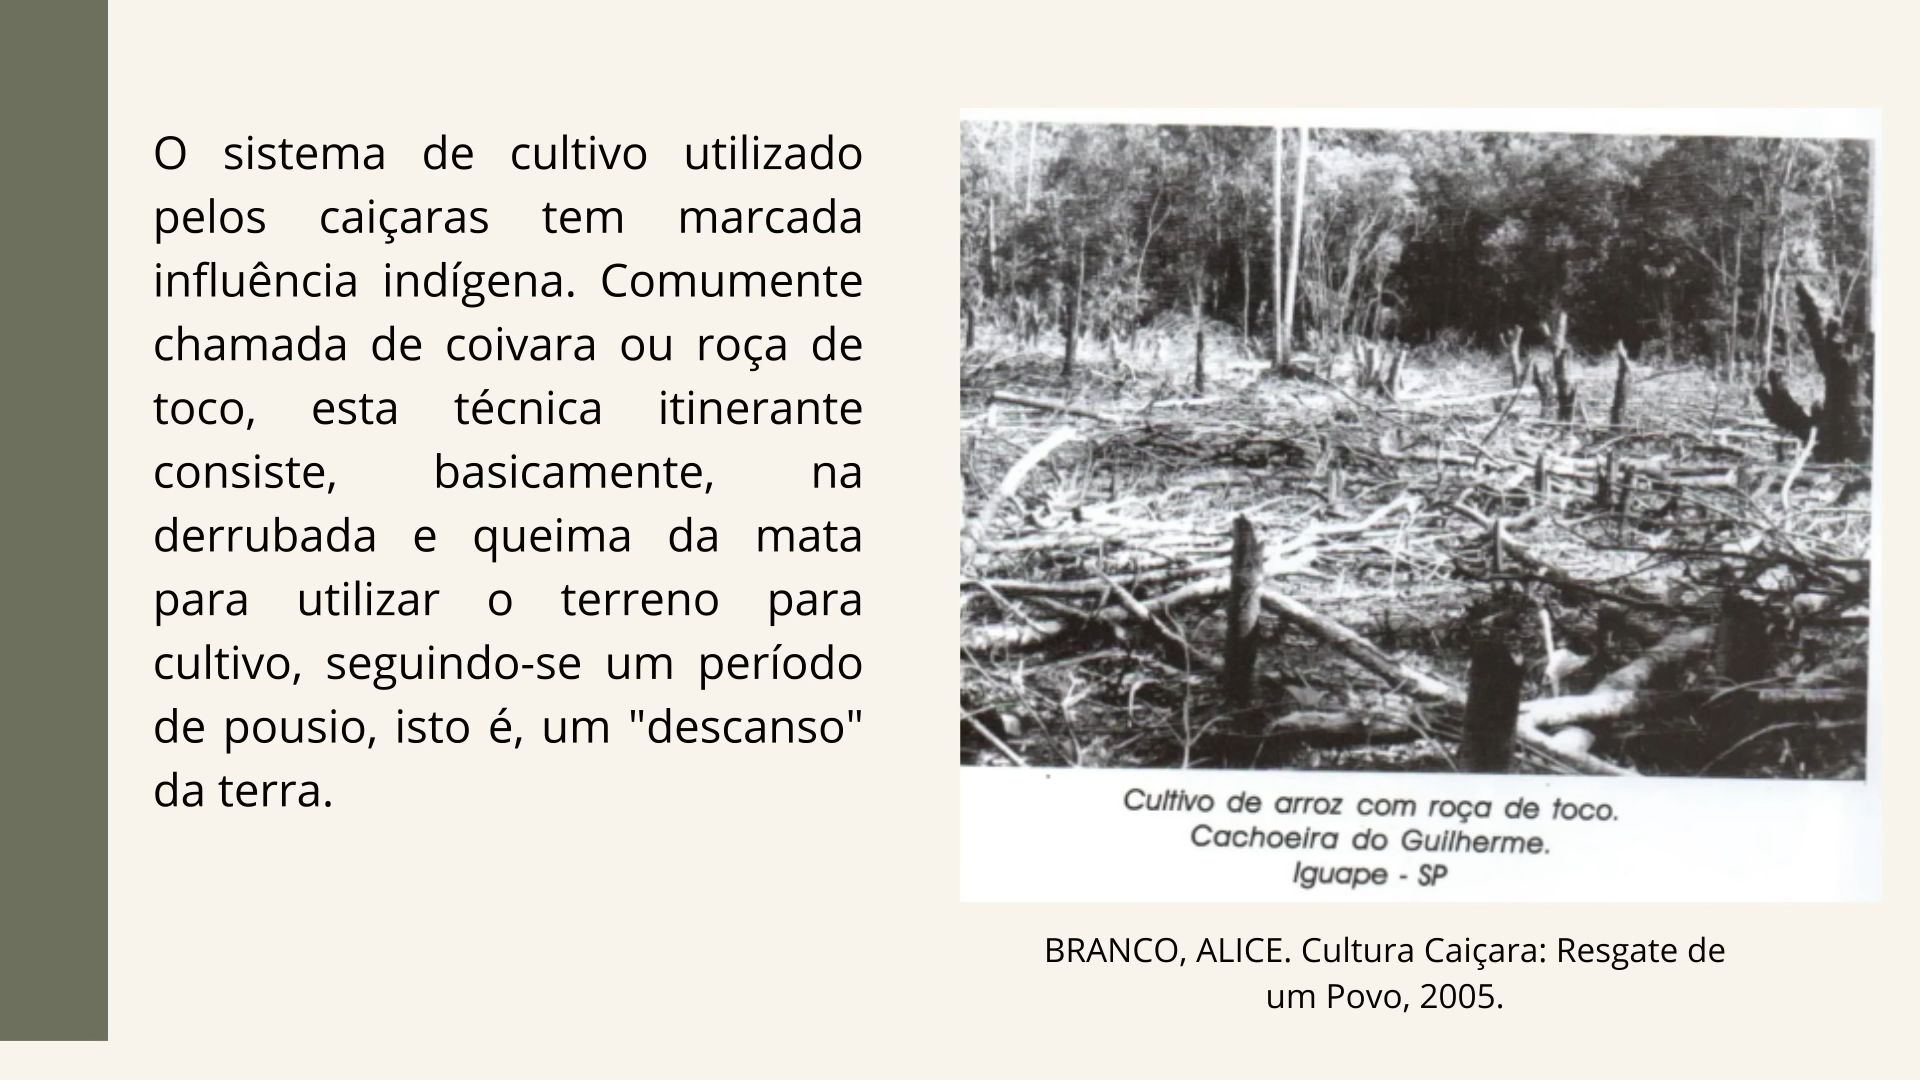 O sistema de cultivo utilizado
pelos caiçaras tem marcada
influência indígena. Comumente
chamada de coivara ou roça de
toco, esta técnica itinerante
consiste, basicamente, na
derrubada e queima da mata
para utilizar o terreno para
cultivo, seguindo-se um período
de pousio, isto é, um "descanso"
da terra.
Cultivo de arroz com roça de toco.
Cachoeira do Guilherme.
Iguape - SP
BRANCO, ALICE. Cultura Caiçara: Resgate de
um Povo, 2005.